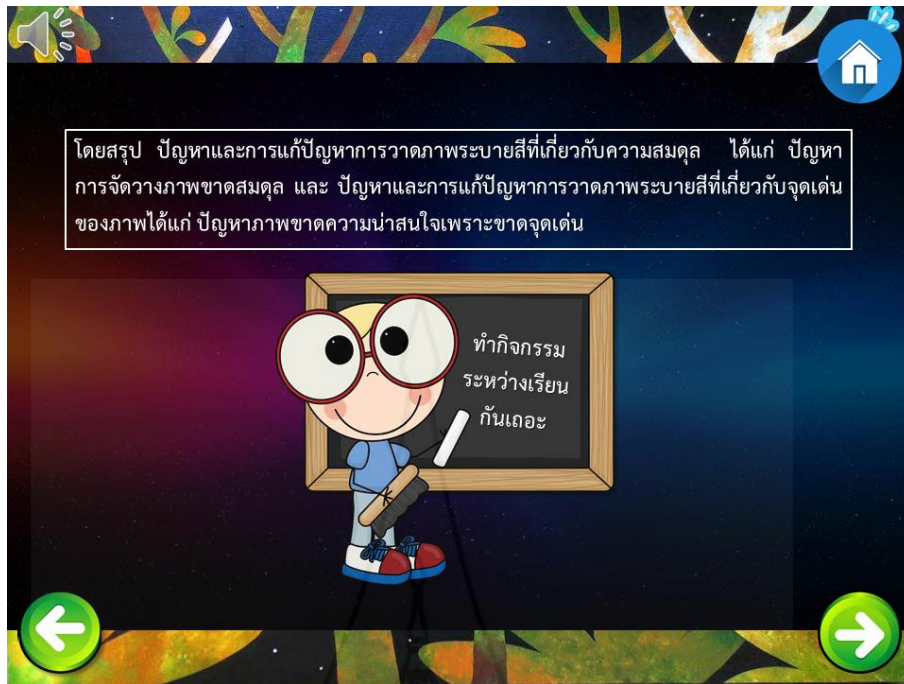 โดยสรุป ปัญหาและการแก้ปัญหาการวาดภาพระบายสีที่เกี่ยวกับความสมดุล ได้แก่ ปัญหา
การจัดวางภาพขาดสมดุล และ ปัญหาและการแก้ปัญหาการวาดภาพระบายสีที่เกี่ยวกับจุดเด่น
ของภาพได้แก่ ปัญหาภาพขาดความน่าสนใจเพราะขาดจุดเด่น
ทำกิจกรรม
ระหว่างเรียน
กันเถอะ